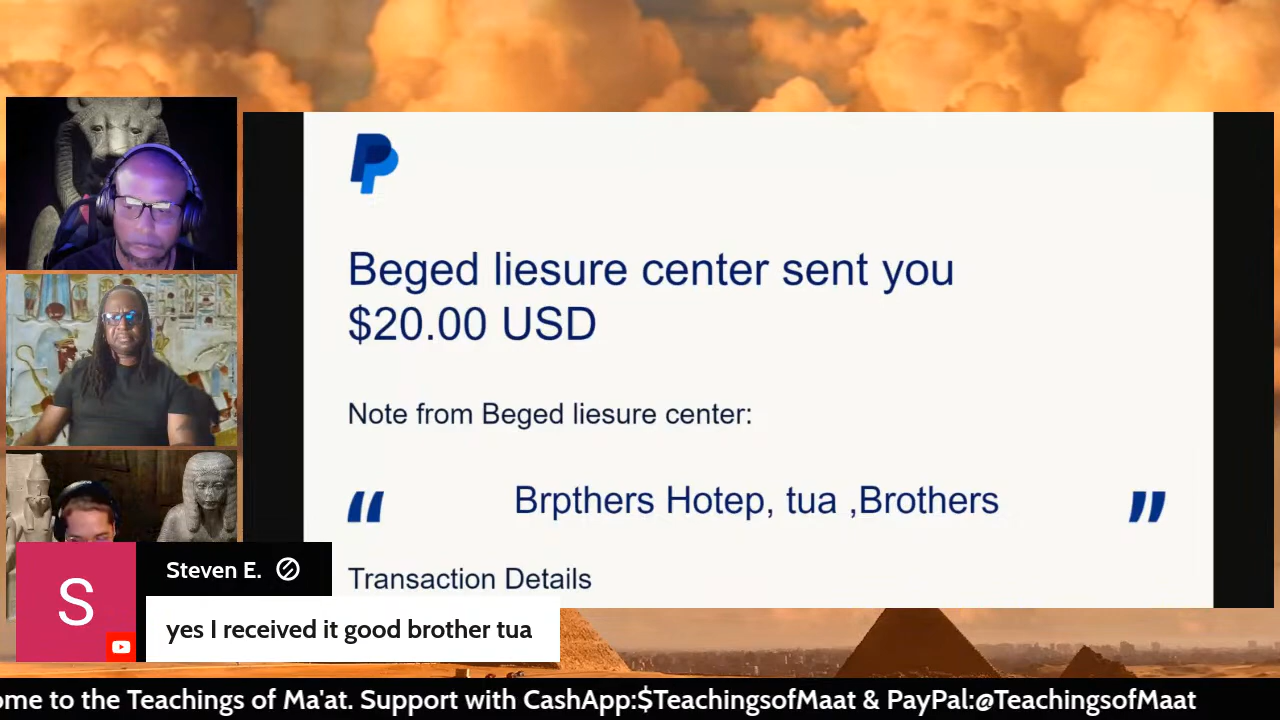 Beged liesure center sent you
$20.00 USD
Note from Beged liesure center:
“ Brpthers Hotep, tua ,Brothers ”
Transaction Details
S
Steven E.
yes I received it good brother tua
ome to the Teachings of Ma'at. Support with CashApp:$TeachingsofMaat & PayPal:@TeachingsofMaat